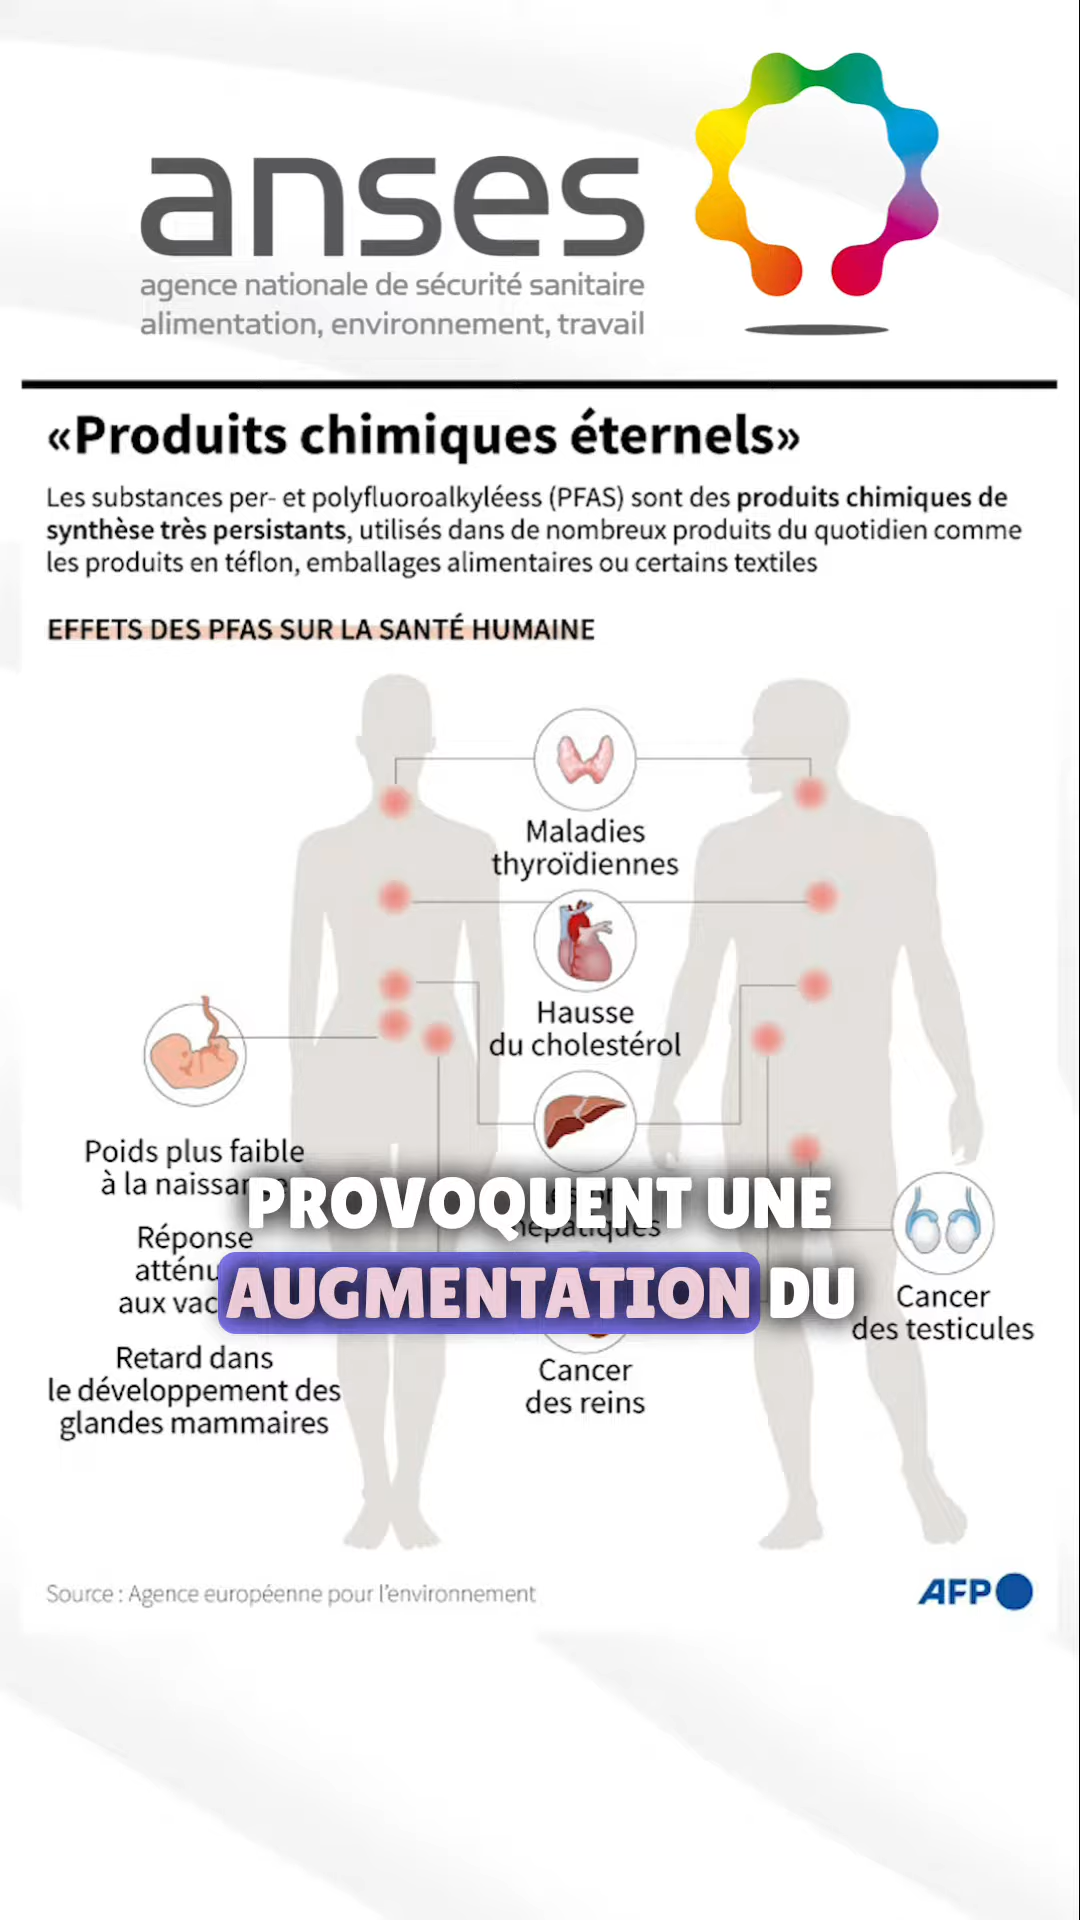 anses
agence nationale de sécurité sanitaire
alimentation, environnement, travail
«Produits chimiques éternels»
Les substances per- et polyfluoroalkyléess (PFAS) sont des produits chimiques de
synthèse très persistants, utilisés dans de nombreux produits du quotidien comme
les produits en téflon, emballages alimentaires ou certains textiles
EFFETS DES PFAS SUR LA SANTÉ HUMAINE
Maladies
thyroïdiennes
Hausse
du cholestérol
hépatiques
Poids plus faible
à la
Réponse
aux
Retard dans
le développement des
glandes mammaires
PROVOQUENT UNE
AUGMENTATION DU
Cancer
des reins
Cancer
des testicules
Source : Agence européenne pour l'environnement
AFP